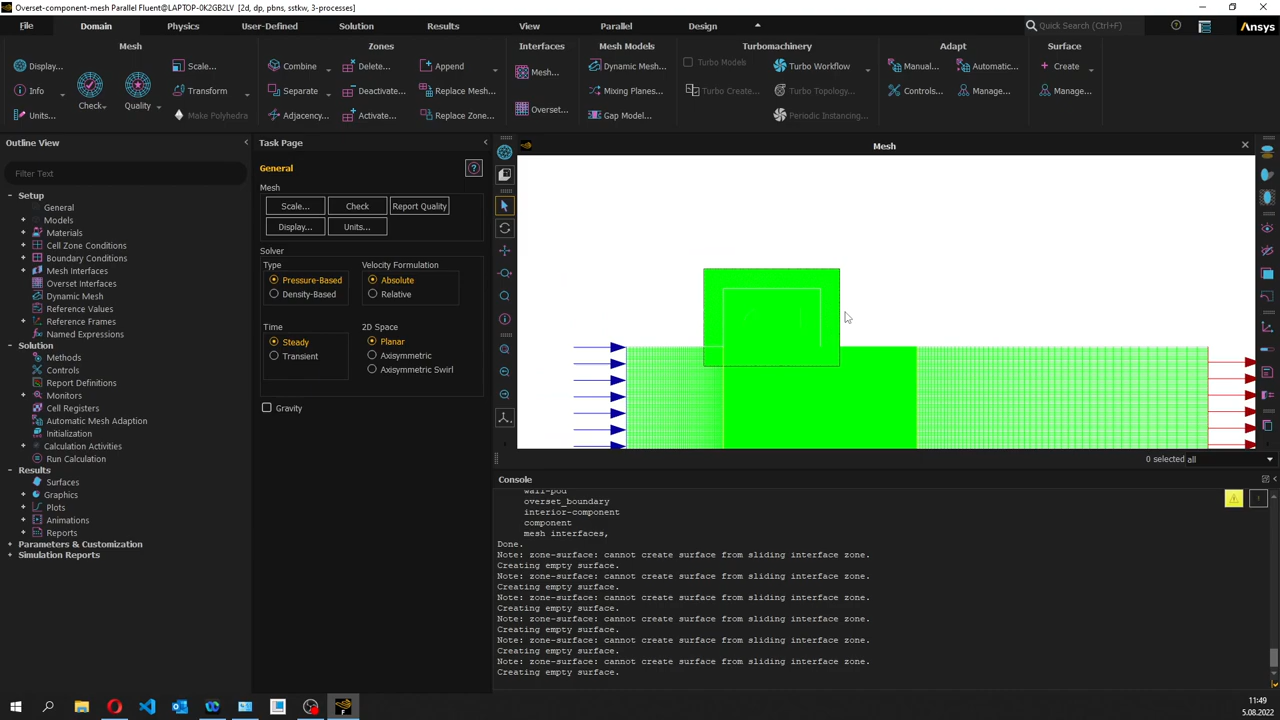 Overset-component-mesh Parallel Fluent@LAPTOP-0K2GB2LV [2d, dp, pbns, sstkw, 3-processes]
File Domain Physics User-Defined Solution Results View Parallel Design Quick Search (Ctrl+F) Ansys
Mesh Zones Interfaces Mesh Models Turbomachinery Adapt Surface
Display... Scale... Combine Delete... Append Mesh... Dynamic Mesh... Turbo Models Turbo Workflow Manual... Automatic... Create
Info Check Quality Transform Separate Deactivate... Replace Mesh... Mixing Planes... Turbo Create... Turbo Topology... Controls... Manage... Manage...
Units... Make Polyhedra Adjacency... Activate... Replace Zone... Overset... Gap Model... Periodic Instancing...
Outline View
Filter Text
Setup
General
Models
Materials
Cell Zone Conditions
Boundary Conditions
Mesh Interfaces
Overset Interfaces
Dynamic Mesh
Reference Values
Reference Frames
Named Expressions
Solution
Methods
Controls
Report Definitions
Monitors
Cell Registers
Automatic Mesh Adaption
Initialization
Calculation Activities
Run Calculation
Results
Surfaces
Graphics
Plots
Animations
Reports
Parameters & Customization
Simulation Reports
Task Page
General
Mesh
Scale... Check Report Quality
Display... Units...
Solver
Type Velocity Formulation
Pressure-Based Absolute
Density-Based Relative
Time 2D Space
Steady Planar
Transient Axisymmetric
Axisymmetric Swirl
Gravity
Mesh
0 selected all
Console
wall-pod
overset_boundary
interior-component
component
mesh interfaces,
Done.
Note: zone-surface: cannot create surface from sliding interface zone.
Creating empty surface.
Note: zone-surface: cannot create surface from sliding interface zone.
Creating empty surface.
Note: zone-surface: cannot create surface from sliding interface zone.
Creating empty surface.
Note: zone-surface: cannot create surface from sliding interface zone.
Creating empty surface.
Note: zone-surface: cannot create surface from sliding interface zone.
Creating empty surface.
Note: zone-surface: cannot create surface from sliding interface zone.
Creating empty surface.
11:49
5.08.2022